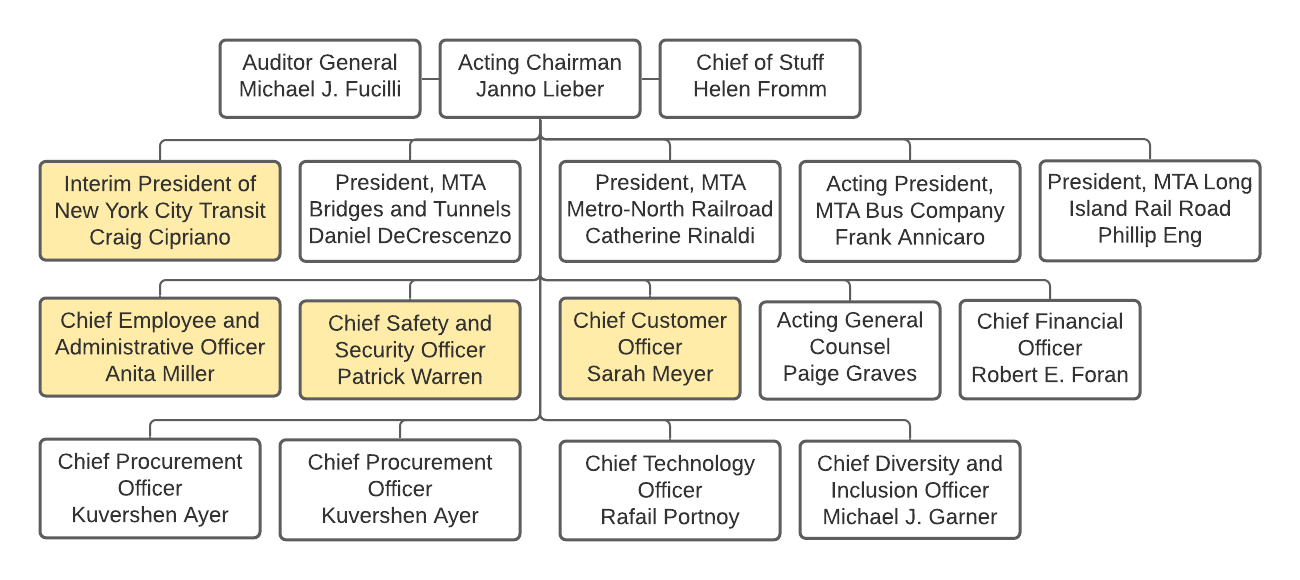 Auditor General
Michael J. Fucilli
Acting Chairman
Janno Lieber
Chief of Stuff
Helen Fromm
Interim President of
New York City Transit
Craig Cipriano
President, MTA
Bridges and Tunnels
Daniel DeCrescenzo
President, MTA
Metro-North Railroad
Catherine Rinaldi
Acting President,
MTA Bus Company
Frank Annicaro
President, MTA Long
Island Rail Road
Phillip Eng
Chief Employee and
Administrative Officer
Anita Miller
Chief Safety and
Security Officer
Patrick Warren
Chief Customer
Officer
Sarah Meyer
Acting General
Counsel
Paige Graves
Chief Financial
Officer
Robert E. Foran
Chief Procurement
Officer
Kuvershen Ayer
Chief Procurement
Officer
Kuvershen Ayer
Chief Technology
Officer
Rafail Portnoy
Chief Diversity and
Inclusion Officer
Michael J. Garner